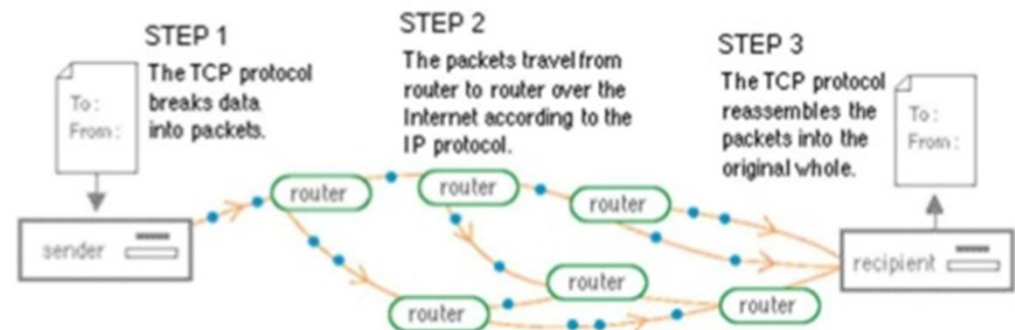 STEP 1
The TCP protocol
breaks data
into packets.
STEP 2
The packets travel from
router to router over the
Internet according to the
IP protocol.
STEP 3
The TCP protocol
reassembles the
packets into the
original whole.
To:
From:
To:
From:
sender
router
router
router
router
router
router
recipient